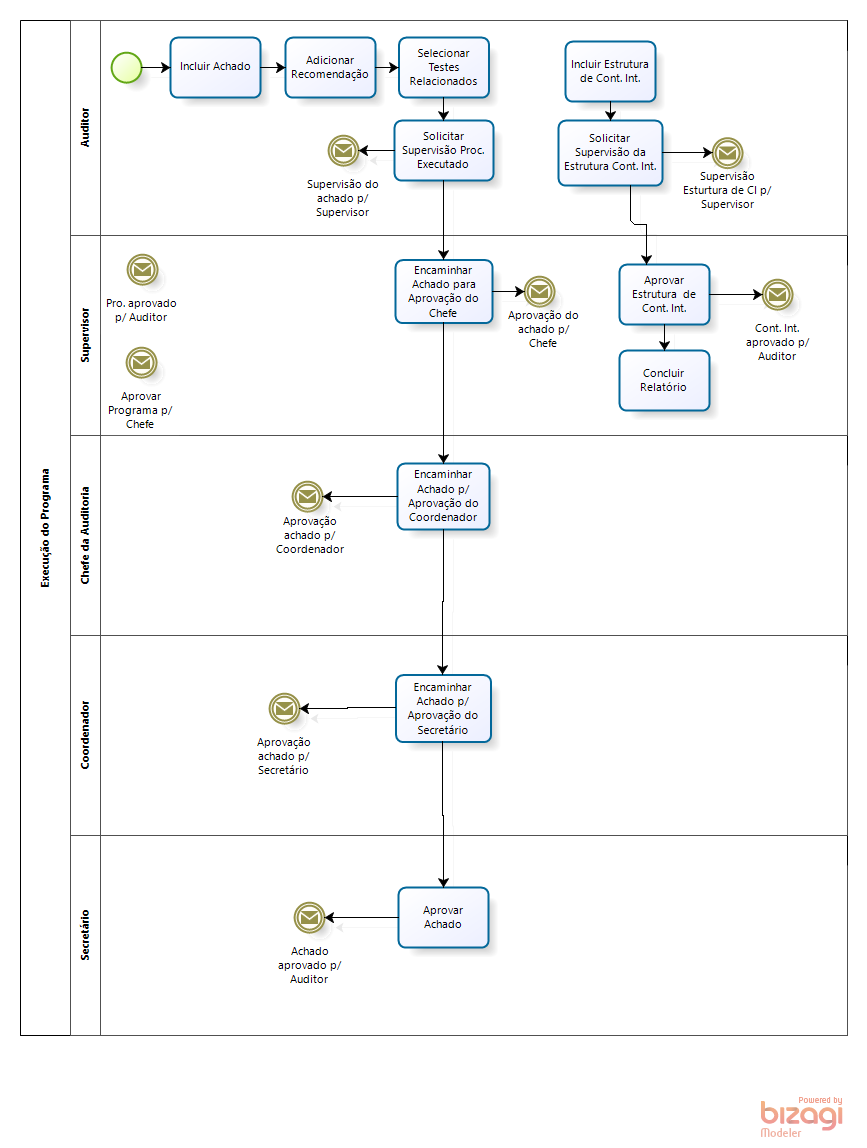 Execução do Programa
Auditor
Incluir Achado
Adicionar
Recomendação
Selecionar
Testes
Relacionados
Incluir Estrutura
de Cont. Int.
Solicitar
Supervisão Proc.
Executado
Supervisão do
achado p/
Supervisor
Solicitar
Supervisão da
Estrutura Cont. Int.
Supervisão
Esturtura de CI p/
Supervisor
Supervisor
Pro. aprovado
p/ Auditor
Aprovar
Programa p/
Chefe
Encaminhar
Achado para
Aprovação do
Chefe
Aprovação do
achado p/
Chefe
Aprovar
Estrutura de
Cont. Int.
Cont. Int.
aprovado p/
Auditor
Concluir
Relatório
Chefe da Auditoria
Encaminhar
Achado p/
Aprovação do
Coordenador
Aprovação
achado p/
Coordenador
Coordenador
Encaminhar
Achado p/
Aprovação do
Secretário
Aprovação
achado p/
Secretário
Secretário
Aprovar
Achado
Achado
aprovado p/
Auditor
Powered by
bizagi
Modeler